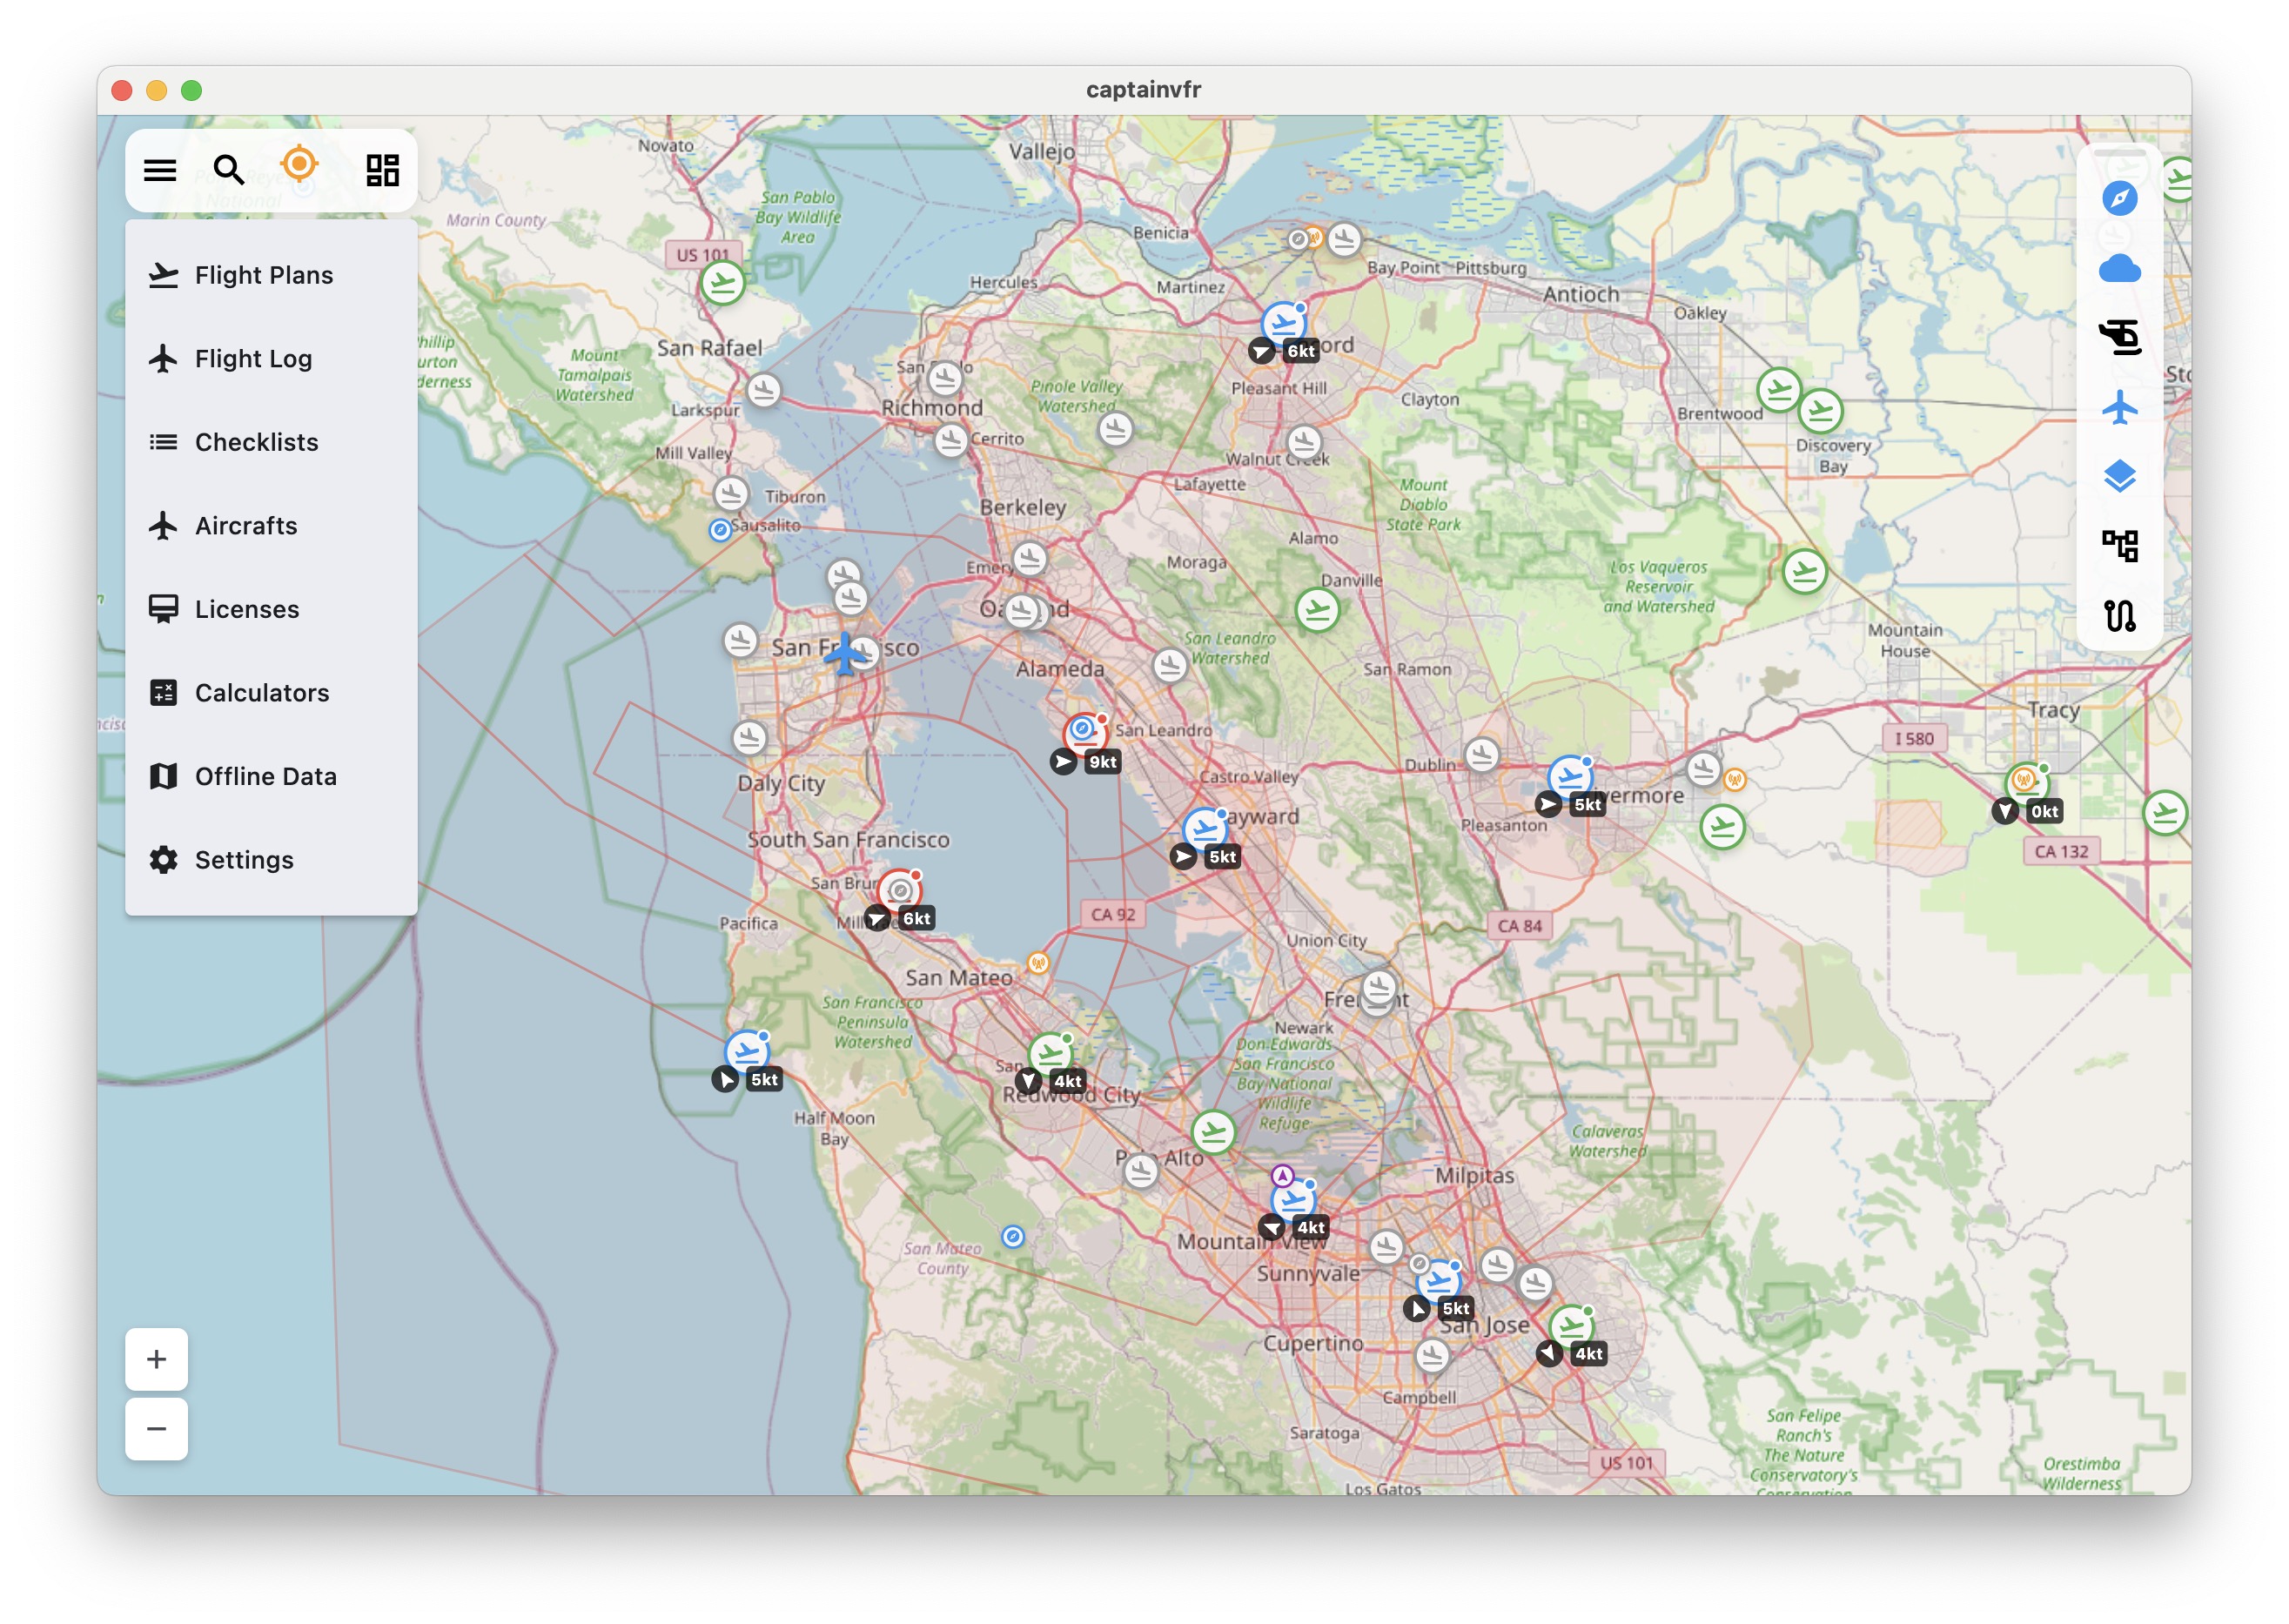 captainvfr
Flight Plans
Flight Log
Checklists
Aircrafts
Licenses
Calculators
Offline Data
Settings
+
−
Novato
Vallejo
San Pablo
Bay Wildlife
Area
Marin County
Benicia
US 101
Hercules
Martinez
Bay Point
Pittsburg
Antioch
Oakley
San Rafael
6kt
Mount
Tamalpais
Watershed
Pinole Valley
Watershed
Pleasant Hill
Clayton
Larkspur
Richmond
Brentwood
Cerrito
Discovery
Bay
Mill Valley
Walnut Creek
Lafayette
Tiburon
Mount
Diablo
State Park
Berkeley
Sausalito
Alamo
Moraga
Danville
Los Vaqueros
Reservoir
and Watershed
San Leandro
Watershed
Mountain
House
Alameda
San Ramon
Tracy
San Leandro
I 580
9kt
Dublin
Castro Valley
Daly City
5kt
0kt
Pleasanton
South San Francisco
5kt
CA 132
6kt
CA 92
Pacifica
CA 84
Union City
San Mateo
San Francisco
Peninsula
Watershed
Newark
Don Edwards
San Francisco
Bay National
Wildlife
Refuge
5kt
4kt
Redwood City
Half Moon
Bay
Calaveras
Watershed
Milpitas
4kt
Mountain View
San Mateo
County
Sunnyvale
5kt
San Jose
Cupertino
4kt
Campbell
Saratoga
US 101
San Felipe
Ranch's
The Nature
Conservancy's
Los Gatos
Orestimba
Wilderness